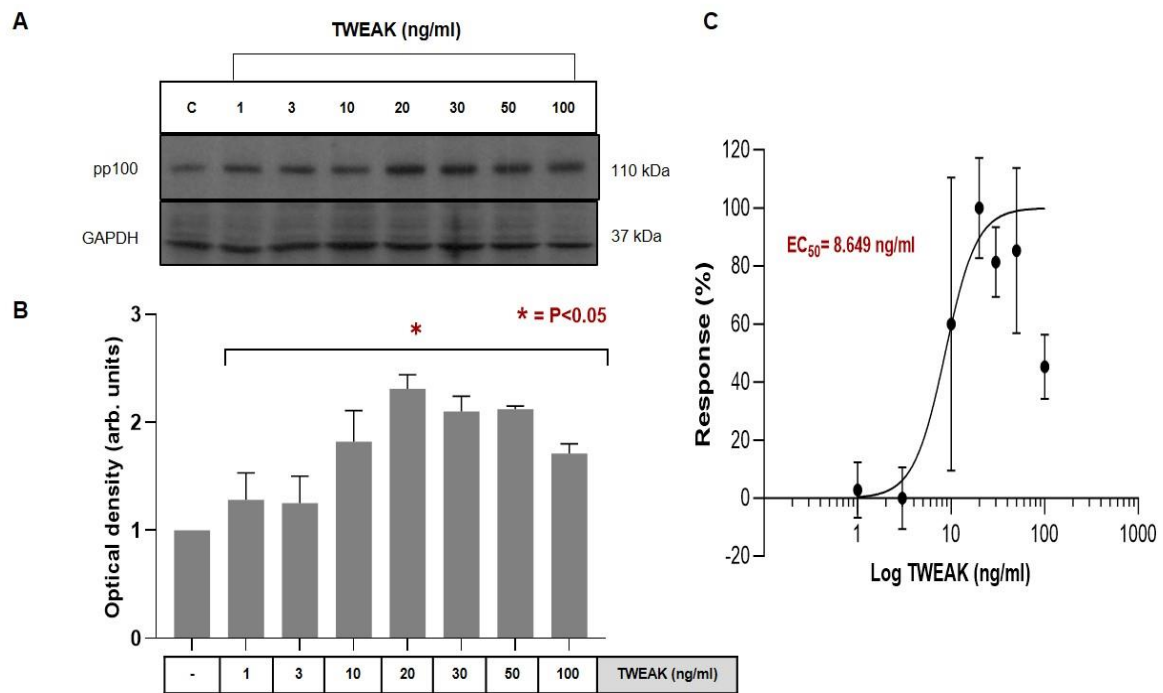 A
TWEAK (ng/ml)
C 1 3 10 20 30 50 100
pp100 110 kDa
GAPDH 37 kDa
B
* = P<0.05
*
Optical density (arb. units)
3
2
1
0
- 1 3 10 20 30 50 100 TWEAK (ng/ml)
C
EC50= 8.649 ng/ml
Response (%)
120
100
80
60
40
20
0
-20
1 10 100 1000
Log TWEAK (ng/ml)